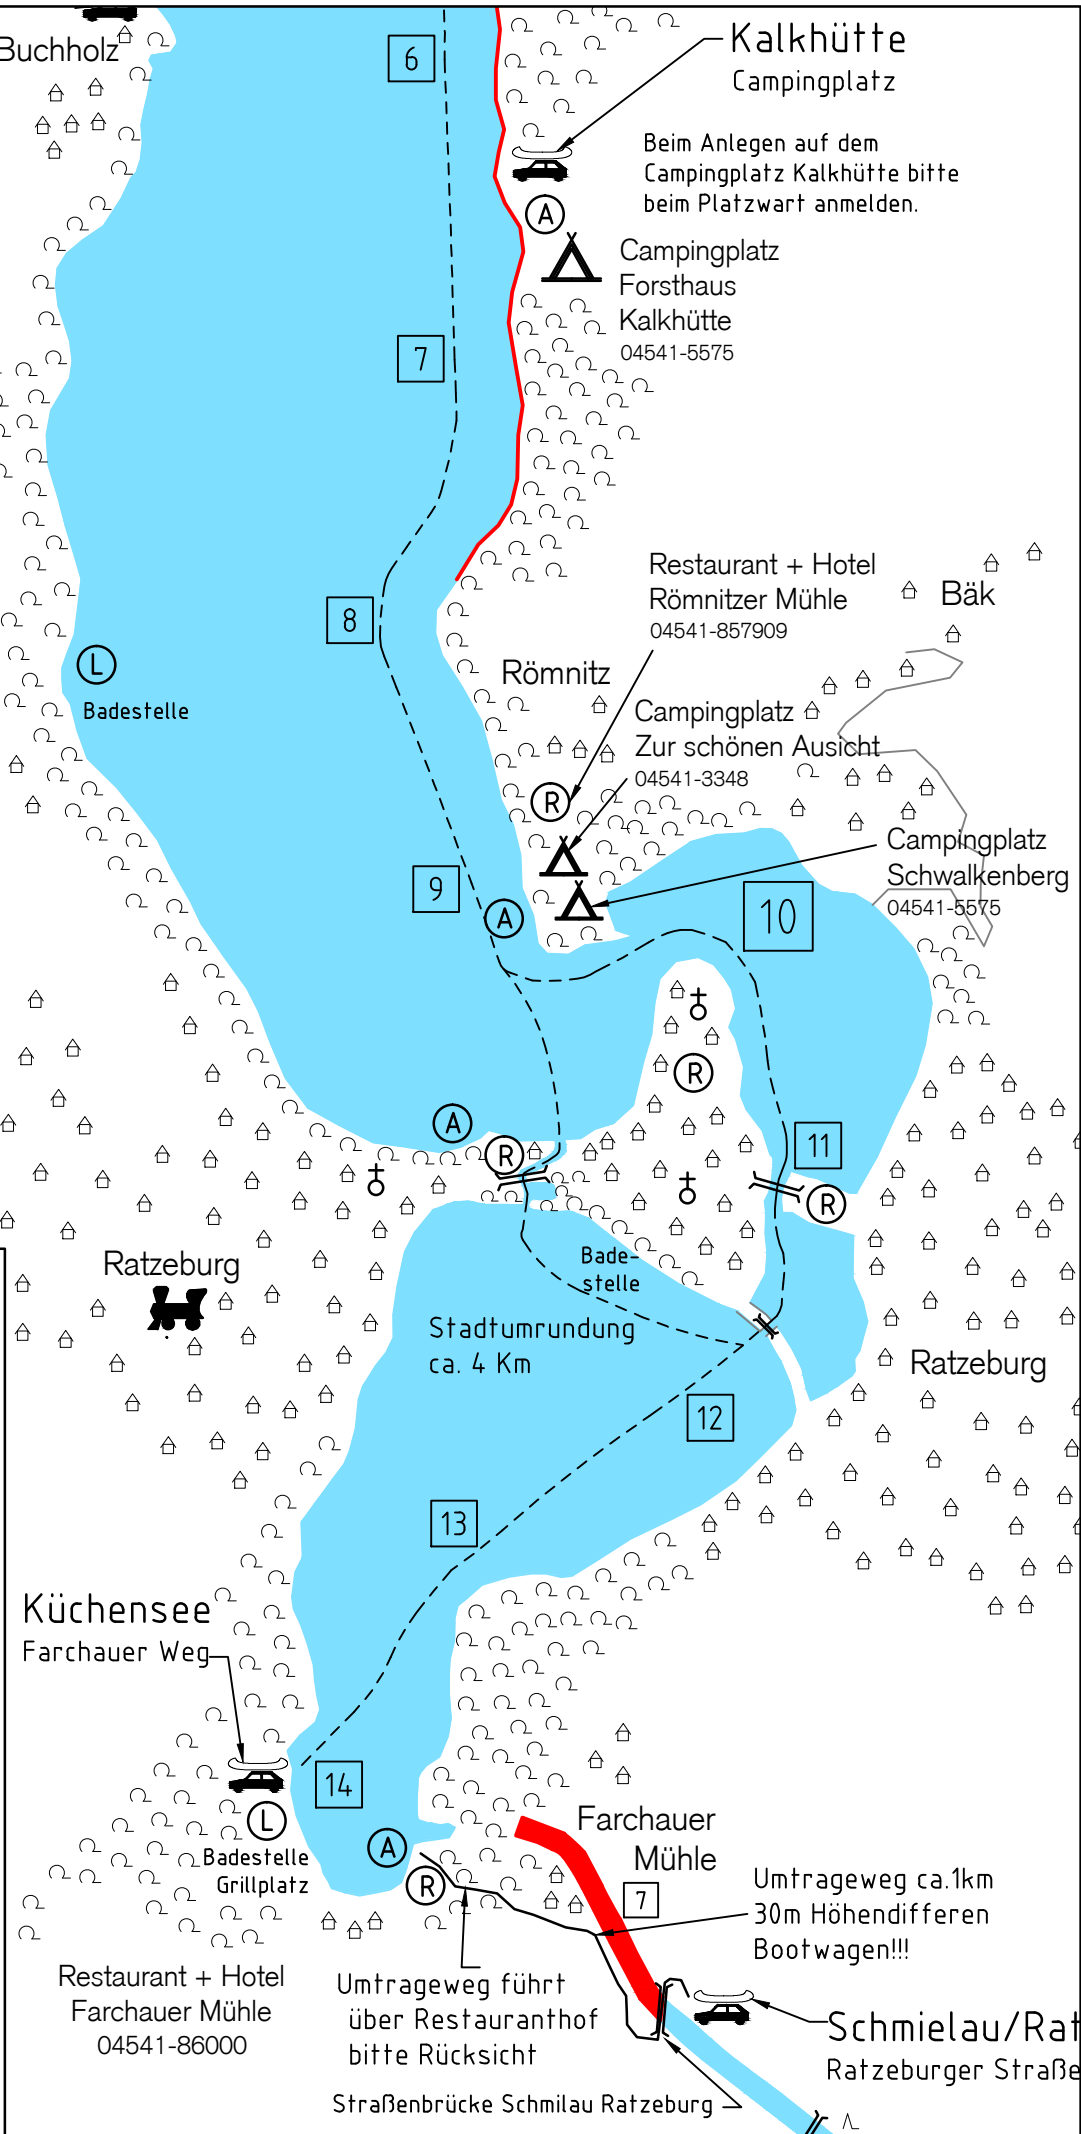 Buchholz
6
Kalkhütte
Campingplatz
Beim Anlegen auf dem
Campingplatz Kalkhütte bitte
beim Platzwart anmelden.
A
Campingplatz
Forsthaus
Kalkhütte
04541-5575
7
Restaurant + Hotel
Römnitzer Mühle
04541-857909
Bäk
8
L
Badestelle
Römnitz
Campingplatz
Zur schönen Ausicht
04541-3348
R
Campingplatz
Schwalkenberg
04541-5575
9
A
10
R
A
R
11
R
Ratzeburg
Bade-
stelle
Stadtumrundung
ca. 4 Km
Ratzeburg
12
13
Küchensee
Farchauer Weg
14
L
Badestelle
Grillplatz
A
R
Farchauer
Mühle
7
Umtrageweg ca.1km
30m Höhendifferen
Bootwagen!!!
Restaurant + Hotel
Farchauer Mühle
04541-86000
Umtrageweg führt
über Restauranthof
bitte Rücksicht
Schmielau/Rat
Ratzeburger Straße
Straßenbrücke Schmilau Ratzeburg